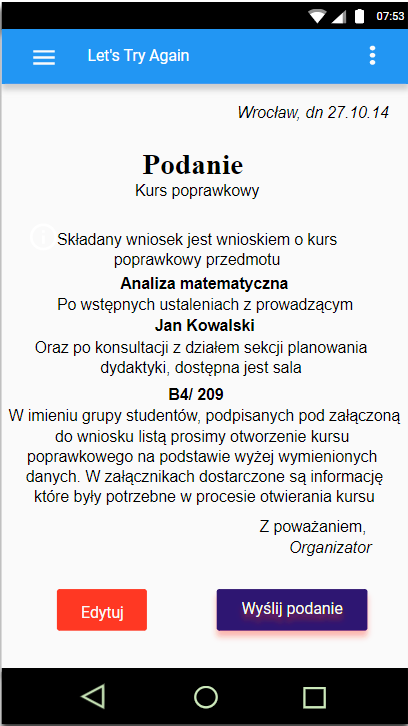 07:53
Let's Try Again
Wrocław, dn 27.10.14
Podanie
Kurs poprawkowy
Składany wniosek jest wnioskiem o kurs
poprawkowy przedmotu
Analiza matematyczna
Po wstępnych ustaleniach z prowadzącym
Jan Kowalski
Oraz po konsultacji z działem sekcji planowania
dydaktyki, dostępna jest sala
B4/ 209
W imieniu grupy studentów, podpisanych pod załączoną
do wniosku listą prosimy otworzenie kursu
poprawkowego na podstawie wyżej wymienionych
danych. W załącznikach dostarczone są informację
które były potrzebne w procesie otwierania kursu
Z poważaniem,
Organizator
Edytuj
Wyślij podanie